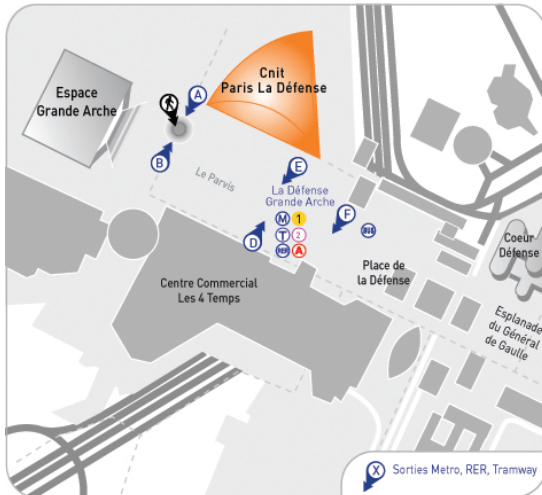 Cnit
Paris La Défense
Espace
Grande Arche
A
B
Le Parvis
E
La Défense
Grande Arche
M 1
T 2
RER A
D
F
BUS
Coeur
Défense
Place de
la Défense
Centre Commercial
Les 4 Temps
Esplanade
du Général
de Gaulle
X Sorties Metro, RER, Tramway